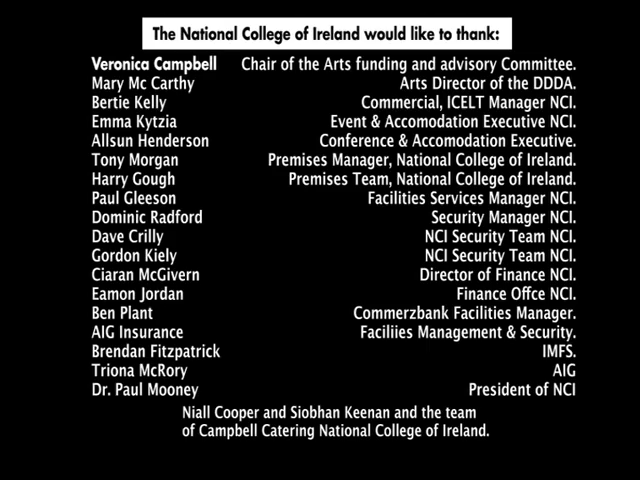 The National College of Ireland would like to thank:
Veronica Campbell Chair of the Arts funding and advisory Committee.
Mary Mc Carthy Arts Director of the DDDA.
Bertie Kelly Commercial, ICELT Manager NCI.
Emma Kytzia Event & Accomodation Executive NCI.
Allsun Henderson Conference & Accomodation Executive.
Tony Morgan Premises Manager, National College of Ireland.
Harry Gough Premises Team, National College of Ireland.
Paul Gleeson Facilities Services Manager NCI.
Dominic Radford Security Manager NCI.
Dave Crilly NCI Security Team NCI.
Gordon Kiely NCI Security Team NCI.
Ciaran McGivern Director of Finance NCI.
Eamon Jordan Finance Offce NCI.
Ben Plant Commerzbank Facilities Manager.
AIG Insurance Faciliies Management & Security.
Brendan Fitzpatrick IMFS.
Triona McRory AIG
Dr. Paul Mooney President of NCI
Niall Cooper and Siobhan Keenan and the team
of Campbell Catering National College of Ireland.